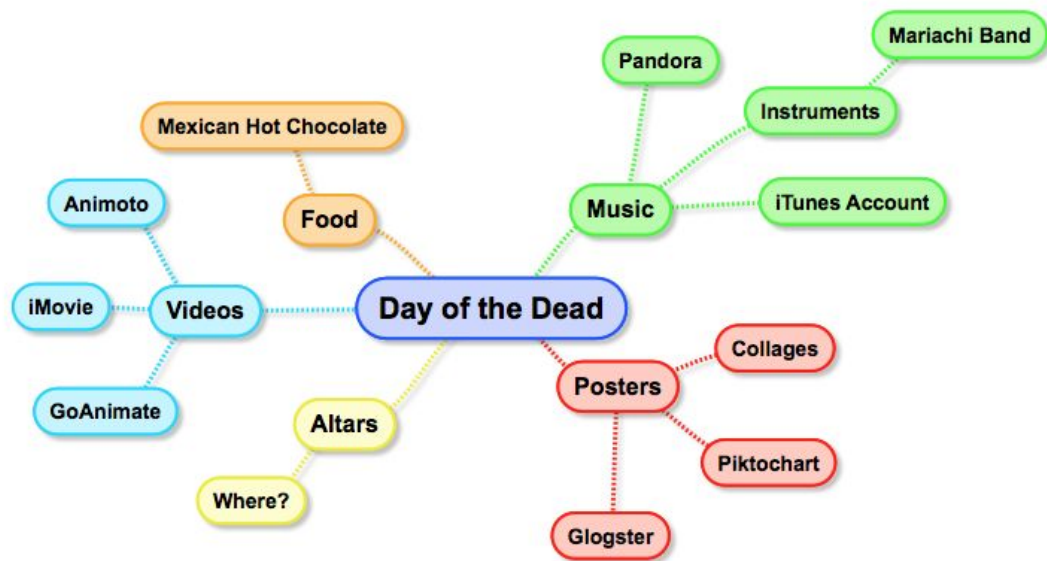 Mariachi Band
Pandora
Instruments
Mexican Hot Chocolate
Animoto
iTunes Account
Music
Food
iMovie
Videos
Day of the Dead
Collages
Posters
GoAnimate
Altars
Piktochart
Where?
Glogster